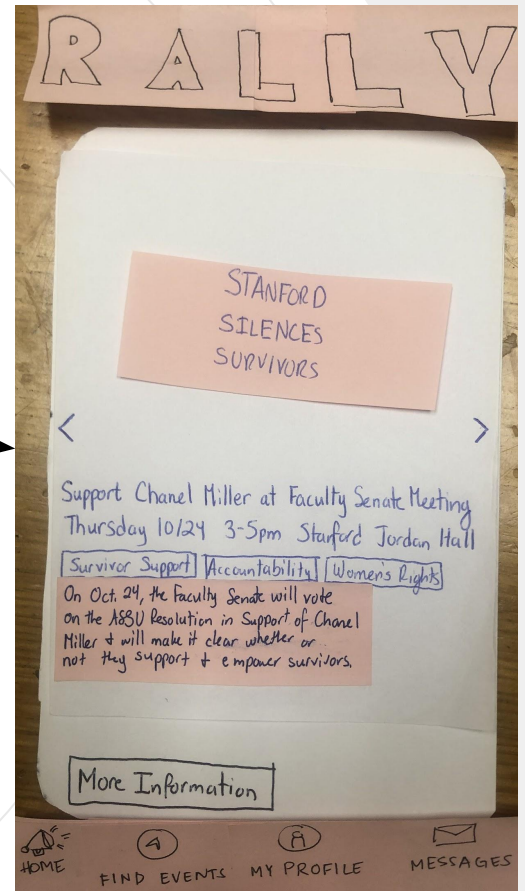 RALLY
STANFORD
SILENCES
SURVIVORS
< >
Support Chanel Miller at Faculty Senate Meeting
Thursday 10/24 3-5pm Stanford Jordan Hall
Survivor Support Accountability Women's Rights
On Oct. 24, the Faculty Senate will vote
on the ASSU Resolution in Support of Chanel
Miller & will make it clear whether or
not they support & empower survivors.
More Information
HOME FIND EVENTS MY PROFILE MESSAGES